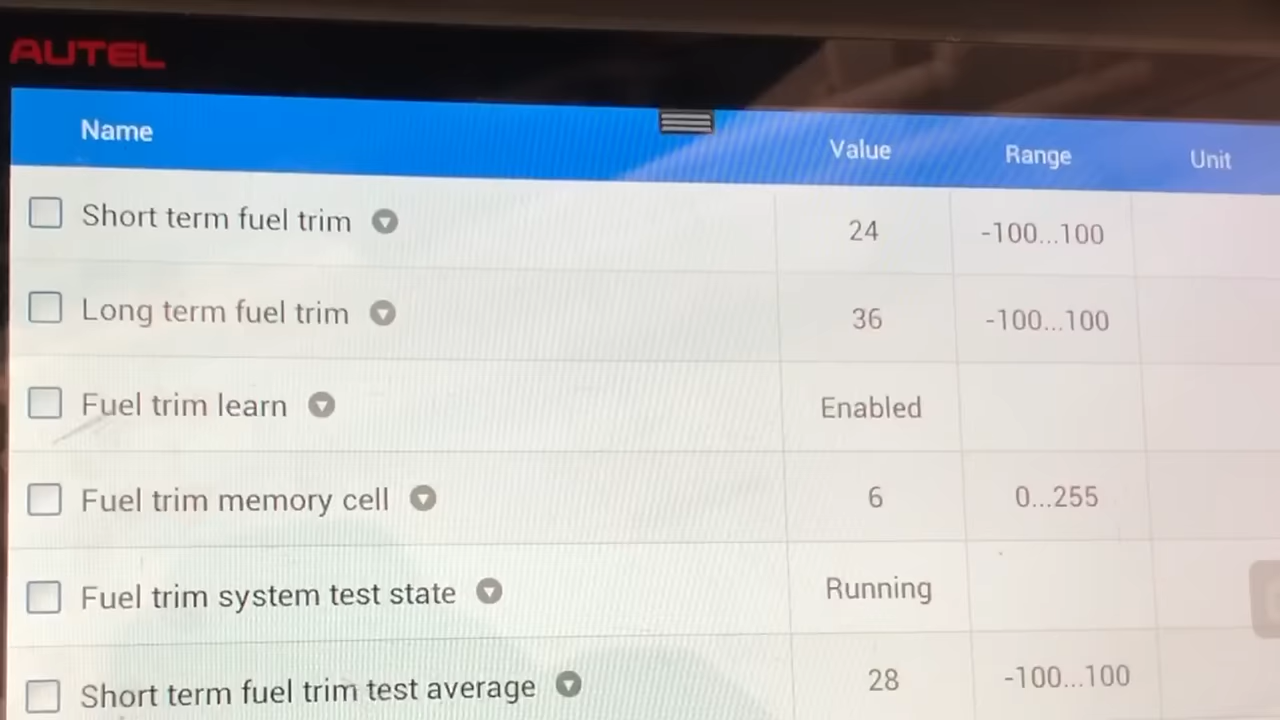 AUTEL
Name Value Range Unit
Short term fuel trim 24 -100...100
Long term fuel trim 36 -100...100
Fuel trim learn Enabled
Fuel trim memory cell 6 0...255
Fuel trim system test state Running
Short term fuel trim test average 28 -100...100